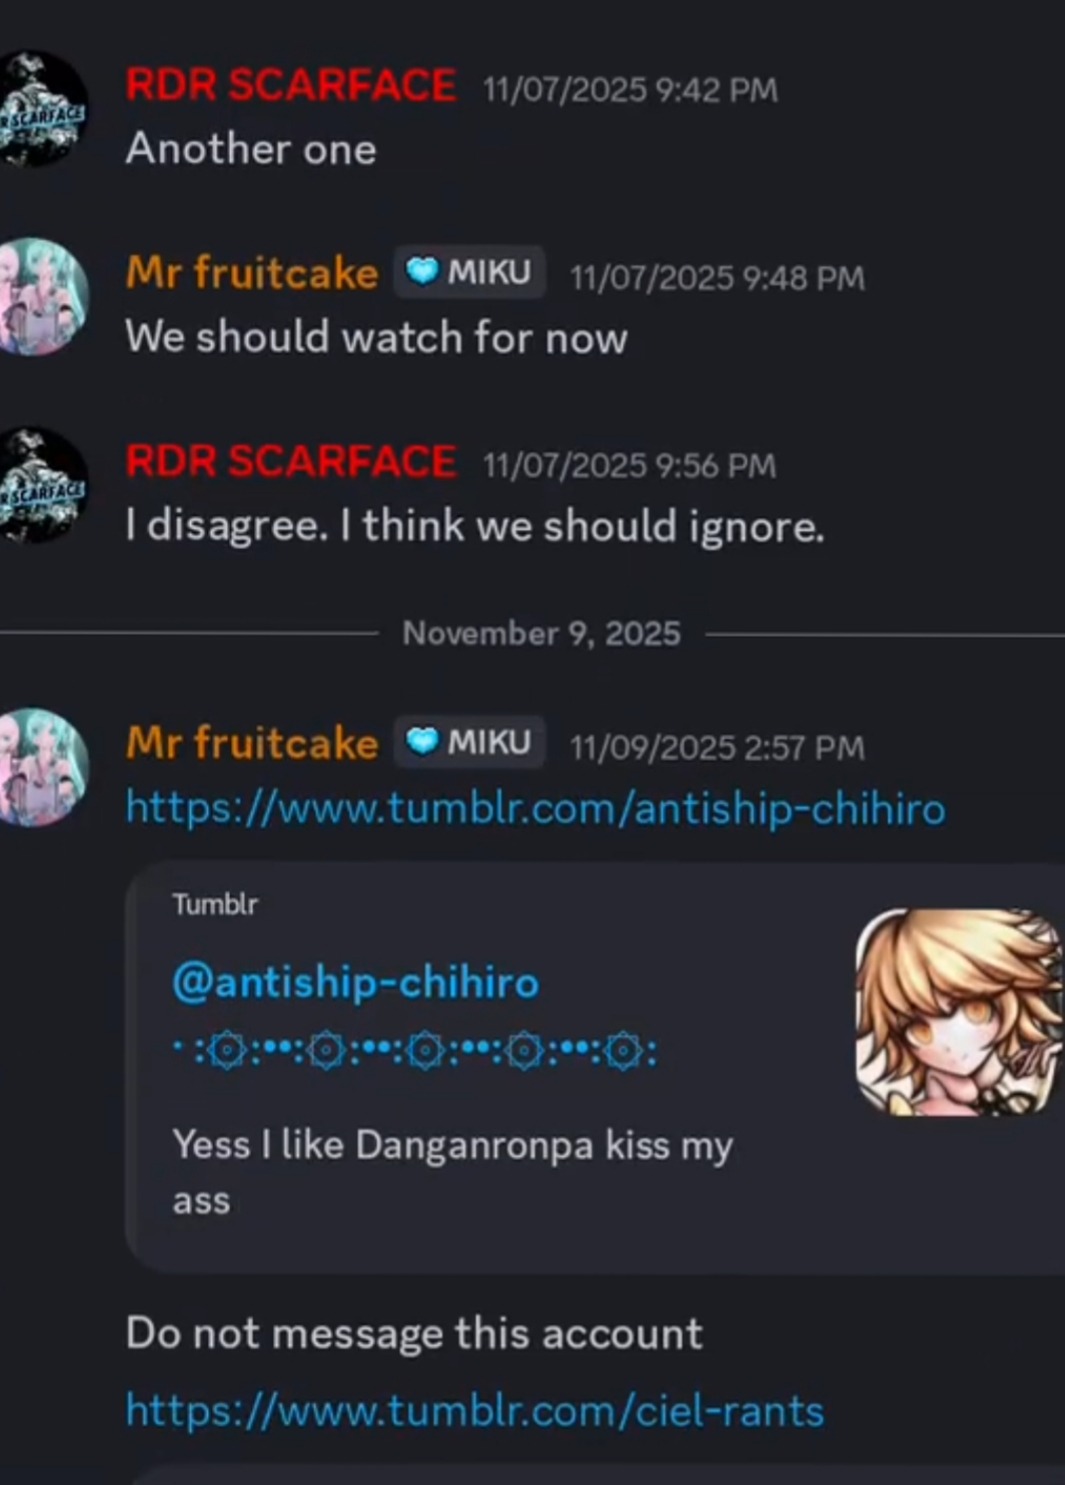 RDR SCARFACE 11/07/2025 9:42 PM
R SCARFACE
Another one
Mr fruitcake MIKU 11/07/2025 9:48 PM
We should watch for now
RDR SCARFACE 11/07/2025 9:56 PM
R SCARFACE
I disagree. I think we should ignore.
November 9, 2025
Mr fruitcake MIKU 11/09/2025 2:57 PM
https://www.tumblr.com/antiship-chihiro
Tumblr
@antiship-chihiro
Yess I like Danganronpa kiss my
ass
Do not message this account
https://www.tumblr.com/ciel-rants